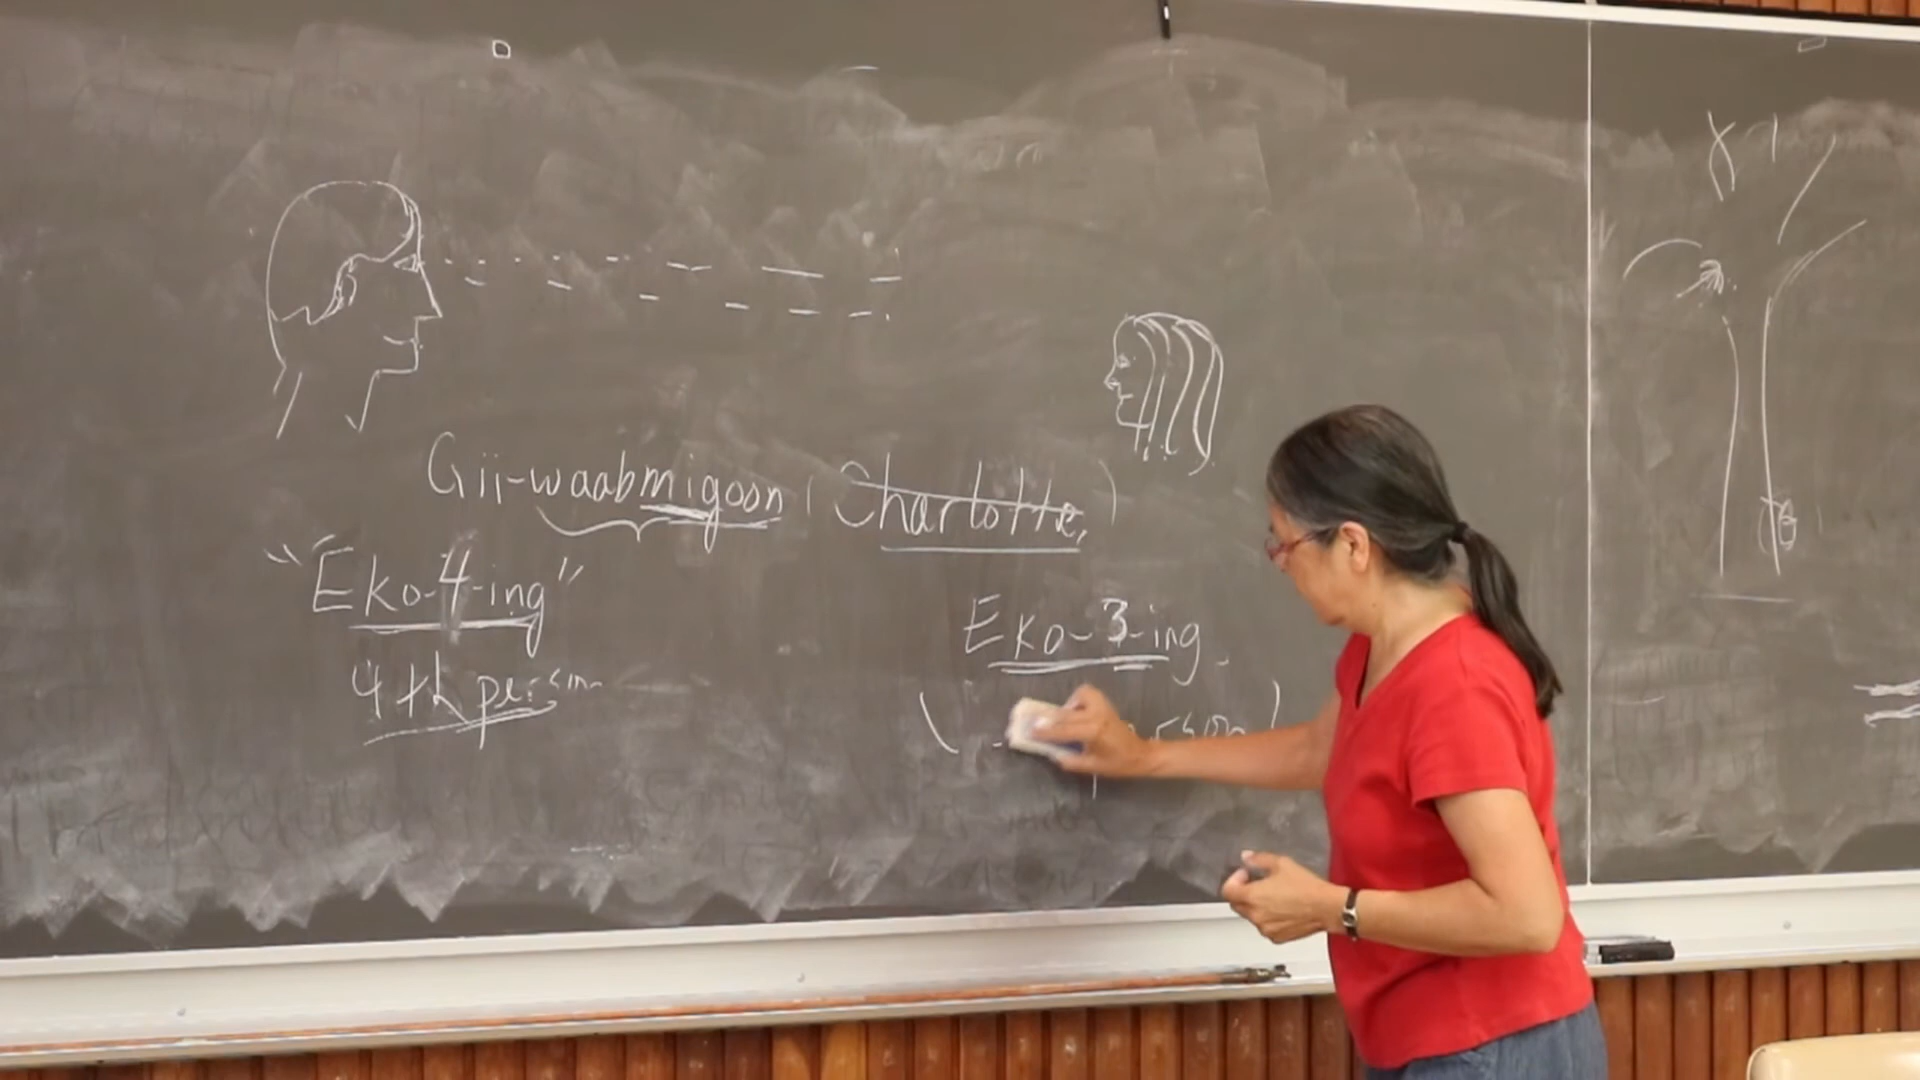 Gii-waabmigoon (Charlotte,)
"Eko-4-ing"
4th person
Eko-3-ing.